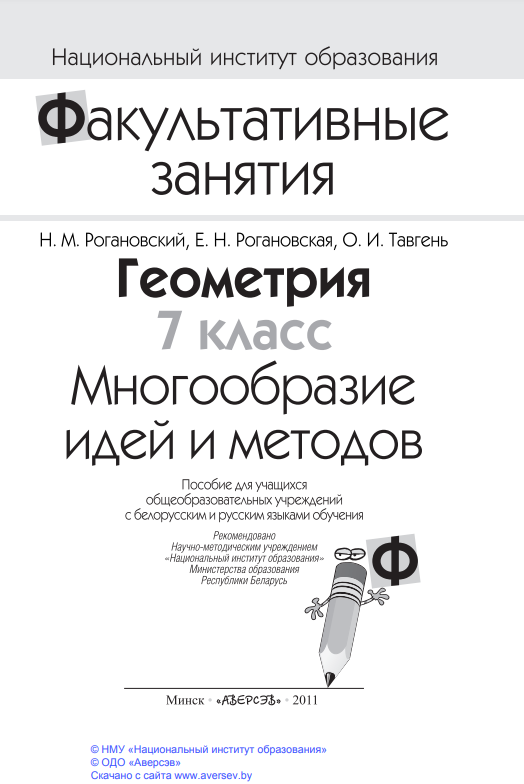 Национальный институт образования
Факультативные
занятия
Н. М. Рогановский, Е. Н. Рогановская, О. И. Тавгень
Геометрия
7 класс
Многообразие
идей и методов
Пособие для учащихся
общеобразовательных учреждений
с белорусским и русским языками обучения
Рекомендовано
Научно-методическим учреждением
«Национальный институт образования»
Министерства образования
Республики Беларусь
Ф
Минск • «АВЕРСЭВ» • 2011
© НМУ «Национальный институт образования»
© ОДО «Аверсэв»
Скачано с сайта www.aversev.by